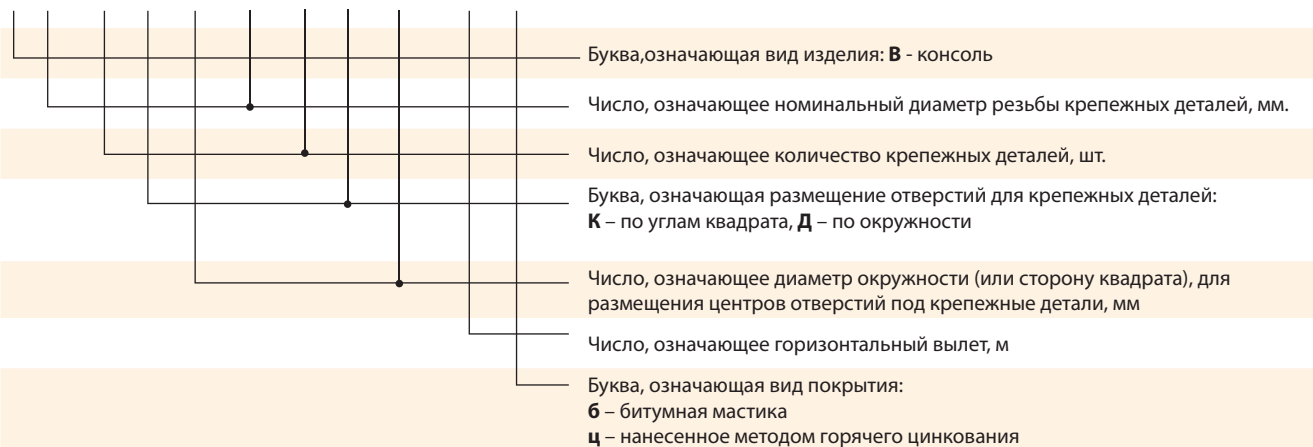 Буква,означающая вид изделия: В - консоль
Число, означающее номинальный диаметр резьбы крепежных деталей, мм.
Число, означающее количество крепежных деталей, шт.
Буква, означающая размещение отверстий для крепежных деталей:
К – по углам квадрата, Д – по окружности
Число, означающее диаметр окружности (или сторону квадрата), для
размещения центров отверстий под крепежные детали, мм
Число, означающее горизонтальный вылет, м
Буква, означающая вид покрытия:
б – битумная мастика
ц – нанесенное методом горячего цинкования